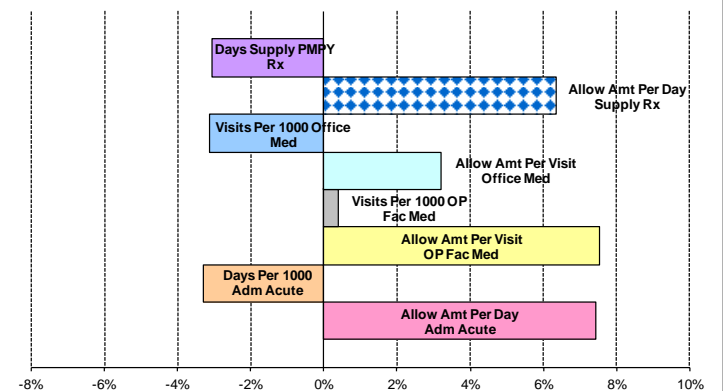 Days Supply PMPY
Rx
Allow Amt Per Day
Supply Rx
Visits Per 1000 Office
Med
Allow Amt Per Visit
Office Med
Visits Per 1000 OP
Fac Med
Allow Amt Per Visit
OP Fac Med
Days Per 1000
Adm Acute
Allow Amt Per Day
Adm Acute
-8% -6% -4% -2% 0% 2% 4% 6% 8% 10%